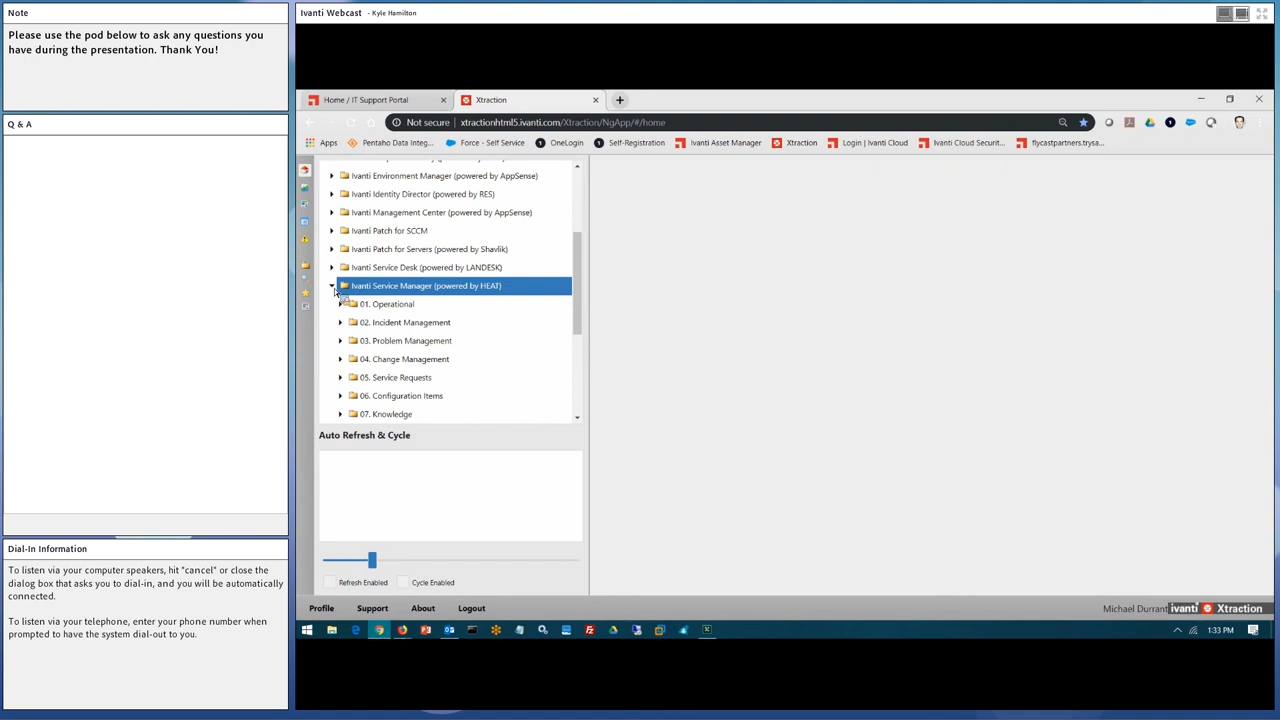 Note
Please use the pod below to ask any questions you
have during the presentation. Thank You!
Q & A
Dial-In Information
To listen via your computer speakers, hit "cancel" or close the
dialog box that asks you to dial-in, and you will be automatically
connected.
To listen via your telephone, enter your phone number when
prompted to have the system dial-out to you.
Ivanti Webcast - Kyle Hamilton
Home / IT Support Portal
Xtraction
Not secure | xtractionhtml5.ivanti.com/Xtraction/NgApp/#/home
Apps
Pentaho Data Integ...
Force - Self Service
OneLogin
Self-Registration
Ivanti Asset Manager
Xtraction
Login | Ivanti Cloud
Ivanti Cloud Securit...
flycastpartners.trysa...
Ivanti Environment Manager (powered by AppSense)
Ivanti Identity Director (powered by RES)
Ivanti Management Center (powered by AppSense)
Ivanti Patch for SCCM
Ivanti Patch for Servers (powered by Shavlik)
Ivanti Service Desk (powered by LANDESK)
Ivanti Service Manager (powered by HEAT)
01. Operational
02. Incident Management
03. Problem Management
04. Change Management
05. Service Requests
06. Configuration Items
07. Knowledge
Auto Refresh & Cycle
Refresh Enabled
Cycle Enabled
Profile
Support
About
Logout
Michael Durrant
ivanti Xtraction
1:33 PM